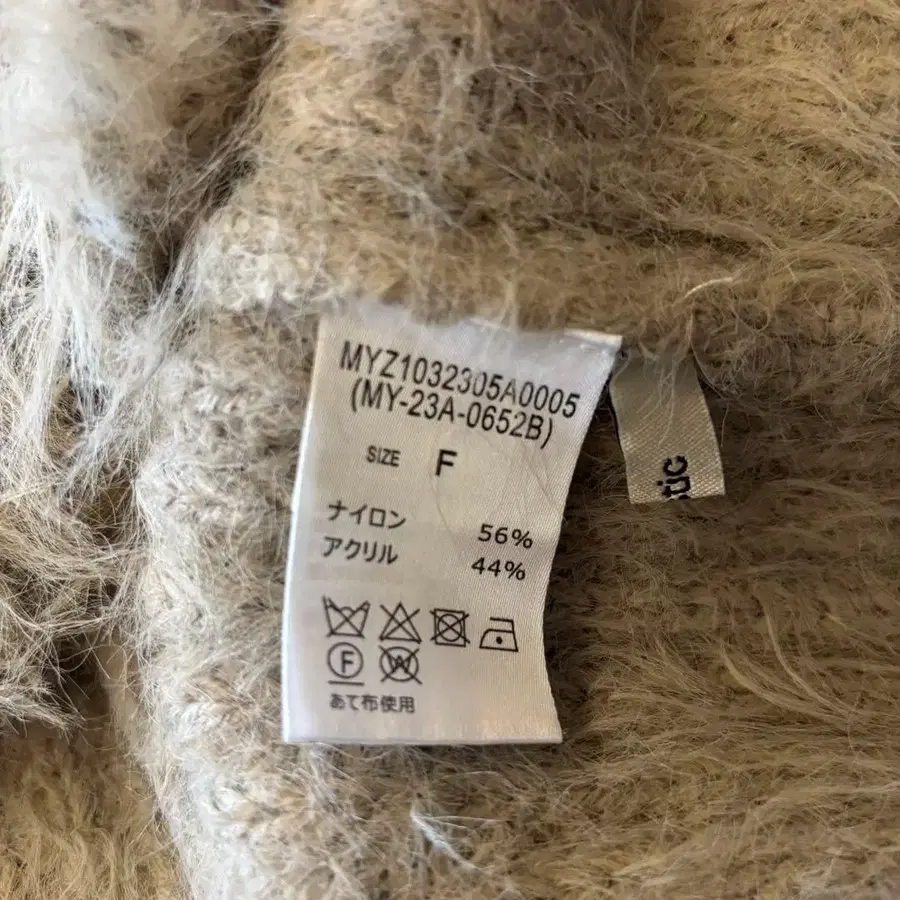 MYZ1032305A0005
(MY-23A-0652B)
SIZE F
ナイロン 56%
アクリル 44%
F
W
あて布使用
tic